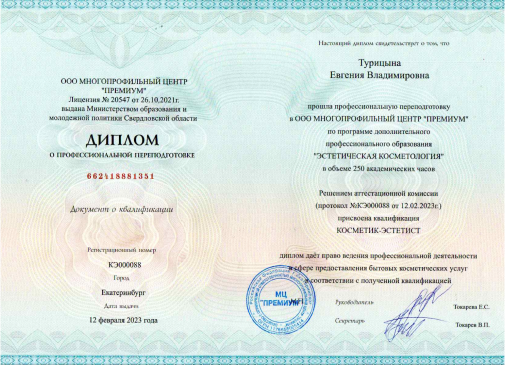 ООО МНОГОПРОФИЛЬНЫЙ ЦЕНТР
"ПРЕМИУМ"
Лицензия № 20547 от 26.10.2021г.
выдана Министерством образования и
молодежной политики Свердловской области
ДИПЛОМ
О ПРОФЕССИОНАЛЬНОЙ ПЕРЕПОДГОТОВКЕ
662418881351
Документ о квалификации
Регистрационный номер
КЭ000088
Город
Екатеринбург
Дата выдачи
12 февраля 2023 года
Настоящий диплом свидетельствует о том, что
Турицына
Евгения Владимировна
прошла профессиональную переподготовку
в ООО МНОГОПРОФИЛЬНЫЙ ЦЕНТР "ПРЕМИУМ"
по программе дополнительного
профессионального образования
"ЭСТЕТИЧЕСКАЯ КОСМЕТОЛОГИЯ"
в объеме 250 академических часов
Решением аттестационной комиссии
(протокол №КЭ000088 от 12.02.2023г.)
присвоена квалификация
КОСМЕТИК-ЭСТЕТИСТ
диплом даёт право ведения профессиональной деятельности
в сфере предоставления бытовых косметических услуг
в соответствии с полученной квалификацией
МЦ
"ПРЕМИУМ"
М.П.
Руководитель
Токарева Е.С.
Секретарь
Токарев В.П.